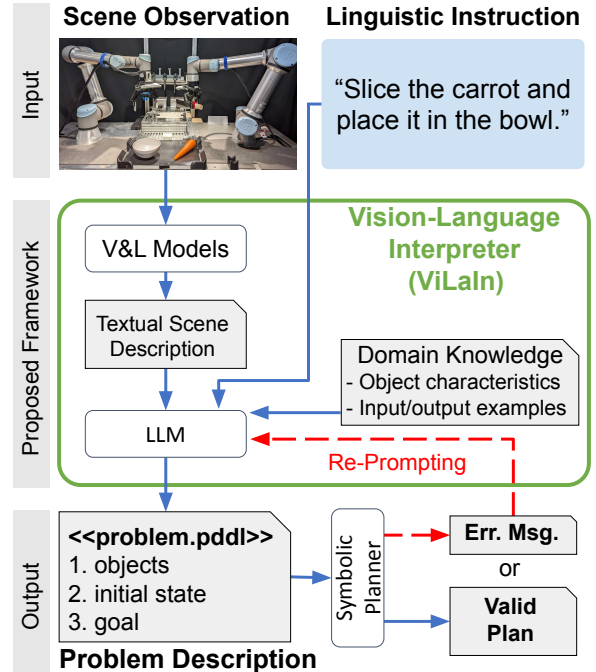 Scene Observation
Linguistic Instruction
Input
“Slice the carrot and
place it in the bowl.”
Proposed Framework
Vision-Language
Interpreter
(ViLaIn)
V&L Models
Textual Scene
Description
Domain Knowledge
- Object characteristics
- Input/output examples
LLM
Re-Prompting
Output
<<problem.pddl>>
1. objects
2. initial state
3. goal
Symbolic
Planner
Err. Msg.
or
Valid
Plan
Problem Description